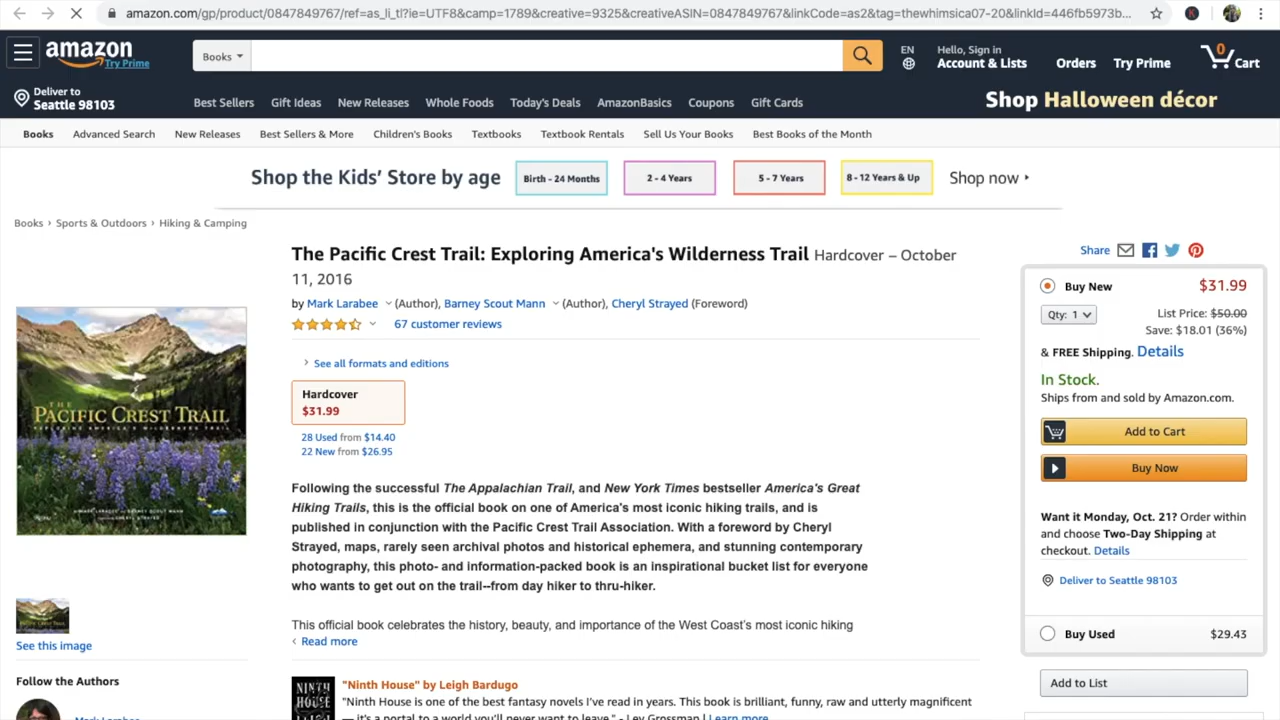 amazon.com/gp/product/0847849767/ref=as_li_tl?ie=UTF8&camp=1789&creative=9325&creativeASIN=0847849767&linkCode=as2&tag=thewhimsica07-20&linkId=446fb5973b...
K
amazon
Try Prime
Books
EN
Hello, Sign in
Account & Lists
Orders
Try Prime
0
Cart
Deliver to
Seattle 98103
Best Sellers Gift Ideas New Releases Whole Foods Today's Deals AmazonBasics Coupons Gift Cards
Shop Halloween décor
Books Advanced Search New Releases Best Sellers & More Children's Books Textbooks Textbook Rentals Sell Us Your Books Best Books of the Month
Shop the Kids' Store by age Birth - 24 Months 2 - 4 Years 5 - 7 Years 8 - 12 Years & Up Shop now ▸
Books › Sports & Outdoors › Hiking & Camping
THE
PACIFIC CREST TRAIL
EXPLORING AMERICA'S WILDERNESS TRAIL
See this image
Follow the Authors
Mark Larabee
The Pacific Crest Trail: Exploring America's Wilderness Trail Hardcover – October
11, 2016
by Mark Larabee (Author), Barney Scout Mann (Author), Cheryl Strayed (Foreword)
67 customer reviews
› See all formats and editions
Hardcover
$31.99
28 Used from $14.40
22 New from $26.95
Following the successful The Appalachian Trail, and New York Times bestseller America's Great
Hiking Trails, this is the official book on one of America's most iconic hiking trails, and is
published in conjunction with the Pacific Crest Trail Association. With a foreword by Cheryl
Strayed, maps, rarely seen archival photos and historical ephemera, and stunning contemporary
photography, this photo- and information-packed book is an inspirational bucket list for everyone
who wants to get out on the trail--from day hiker to thru-hiker.
This official book celebrates the history, beauty, and importance of the West Coast's most iconic hiking
‹ Read more
NINTH
HOUSE
"Ninth House" by Leigh Bardugo
"Ninth House is one of the best fantasy novels I've read in years. This book is brilliant, funny, raw and utterly magnificent
— it's a portal to a world you'll never want to leave." - Lev Grossman | Learn more
Share
Buy New $31.99
Qty: 1
List Price: $50.00
Save: $18.01 (36%)
& FREE Shipping. Details
In Stock.
Ships from and sold by Amazon.com.
Add to Cart
Buy Now
Want it Monday, Oct. 21? Order within
and choose Two-Day Shipping at
checkout. Details
Deliver to Seattle 98103
Buy Used $29.43
Add to List